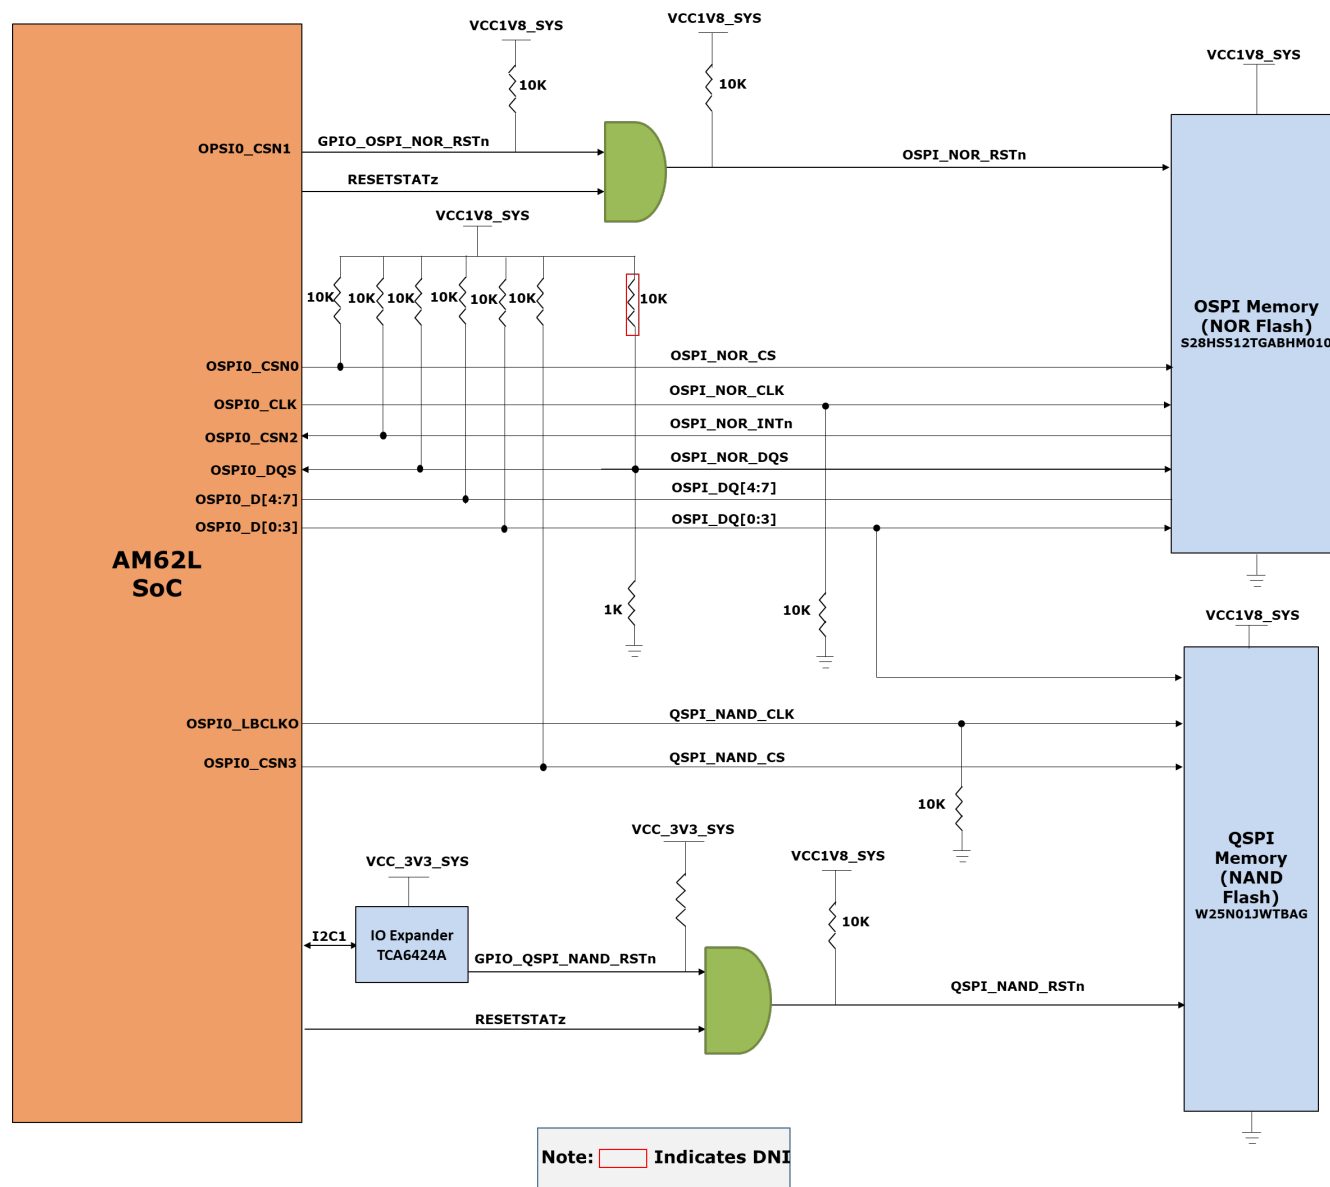 VCC1V8_SYS
VCC1V8_SYS
VCC1V8_SYS
10K
10K
OPSI0_CSN1
GPIO_OSPI_NOR_RSTn
OSPI_NOR_RSTn
RESETSTATz
VCC1V8_SYS
10K
10K
10K
10K
10K
10K
10K
OSPI Memory
(NOR Flash)
S28HS512TGABHM010
OSPI0_CSN0
OSPI_NOR_CS
OSPI0_CLK
OSPI_NOR_CLK
OSPI0_CSN2
OSPI_NOR_INTn
OSPI0_DQS
OSPI_NOR_DQS
OSPI0_D[4:7]
OSPI_DQ[4:7]
OSPI0_D[0:3]
OSPI_DQ[0:3]
AM62L
SoC
1K
10K
VCC1V8_SYS
OSPI0_LBCLKO
QSPI_NAND_CLK
OSPI0_CSN3
QSPI_NAND_CS
10K
VCC_3V3_SYS
VCC_3V3_SYS
VCC1V8_SYS
QSPI
Memory
(NAND
Flash)
W25N01JWTBAG
10K
I2C1
IO Expander
TCA6424A
GPIO_QSPI_NAND_RSTn
QSPI_NAND_RSTn
RESETSTATz
Note: Indicates DNI